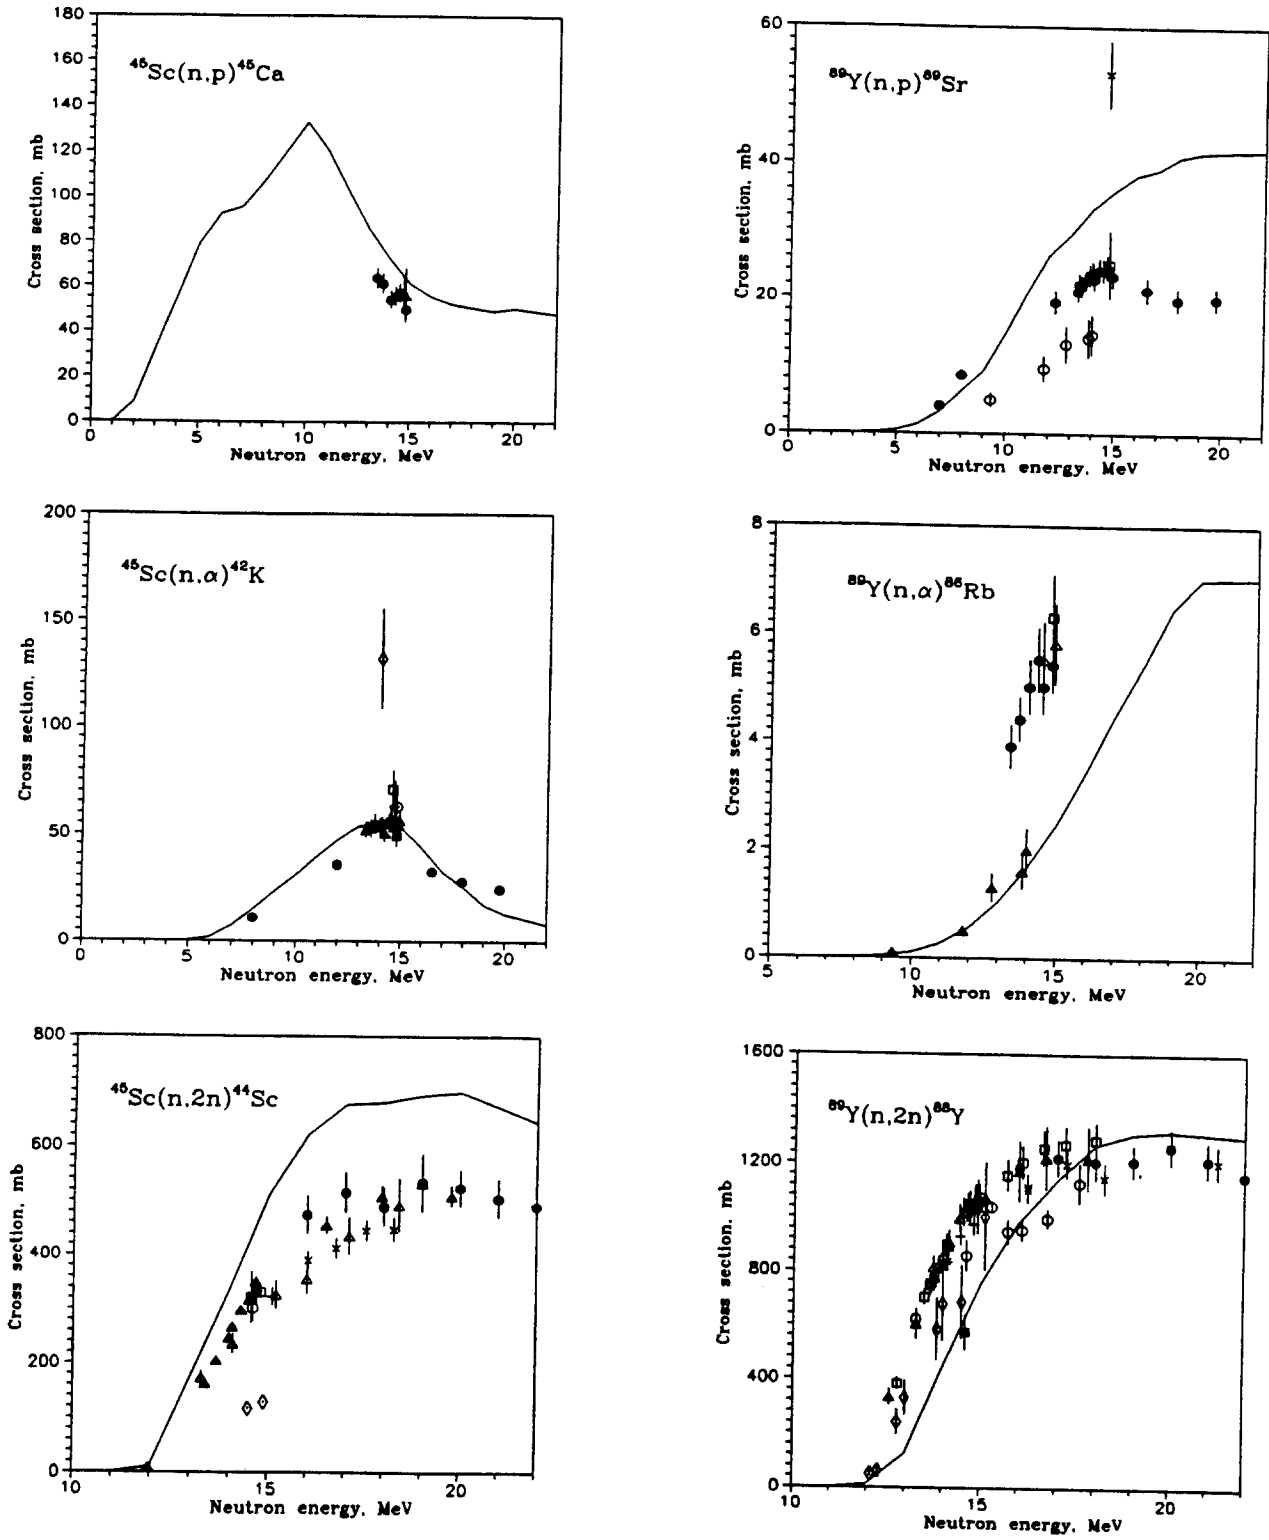 180
160
140
120
100
80
60
40
20
0
Cross section, mb
⁴⁵Sc(n,p)⁴⁵Ca
0 5 10 15 20
Neutron energy, MeV
60
40
20
0
Cross section, mb
⁸⁹Y(n,p)⁸⁹Sr
0 5 10 15 20
Neutron energy, MeV
200
150
100
50
0
Cross section, mb
⁴⁵Sc(n,α)⁴²K
0 5 10 15 20
Neutron energy, MeV
8
6
4
2
0
Cross section, mb
⁸⁹Y(n,α)⁸⁶Rb
5 10 15 20
Neutron energy, MeV
800
600
400
200
0
Cross section, mb
⁴⁵Sc(n,2n)⁴⁴Sc
10 15 20
Neutron energy, MeV
1600
1200
800
400
0
Cross section, mb
⁸⁹Y(n,2n)⁸⁸Y
10 15 20
Neutron energy, MeV